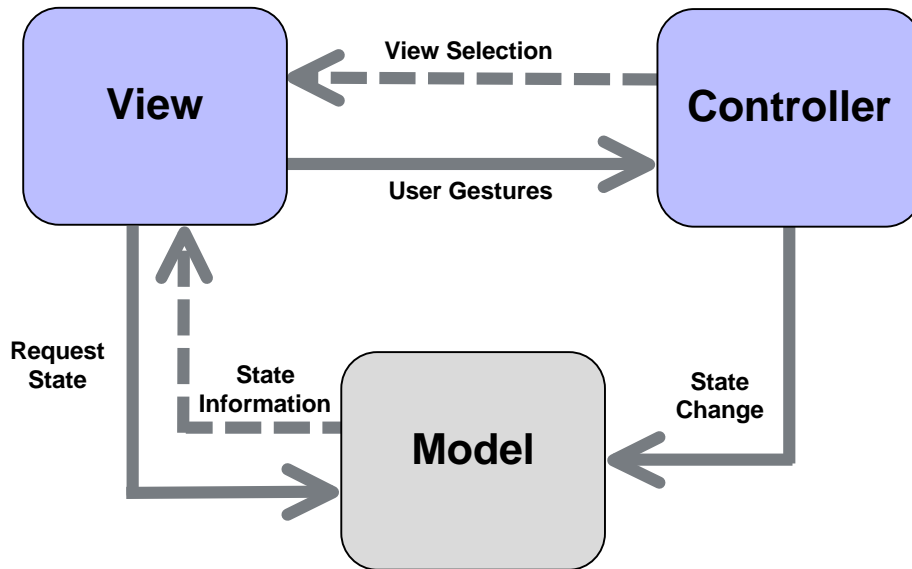 View Selection
View
Controller
User Gestures
Request
State
State
Information
State
Change
Model